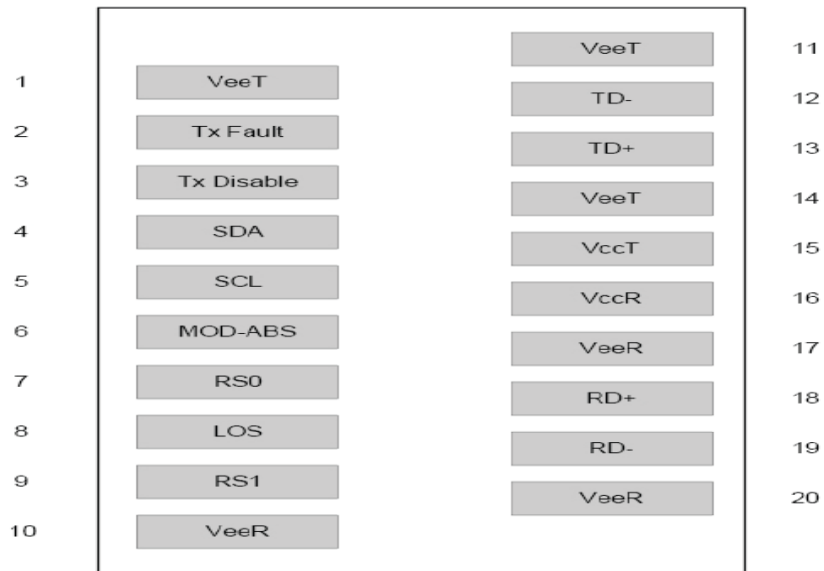 1 VeeT
2 Tx Fault
3 Tx Disable
4 SDA
5 SCL
6 MOD-ABS
7 RS0
8 LOS
9 RS1
10 VeeR
VeeT 11
TD- 12
TD+ 13
VeeT 14
VccT 15
VccR 16
VeeR 17
RD+ 18
RD- 19
VeeR 20